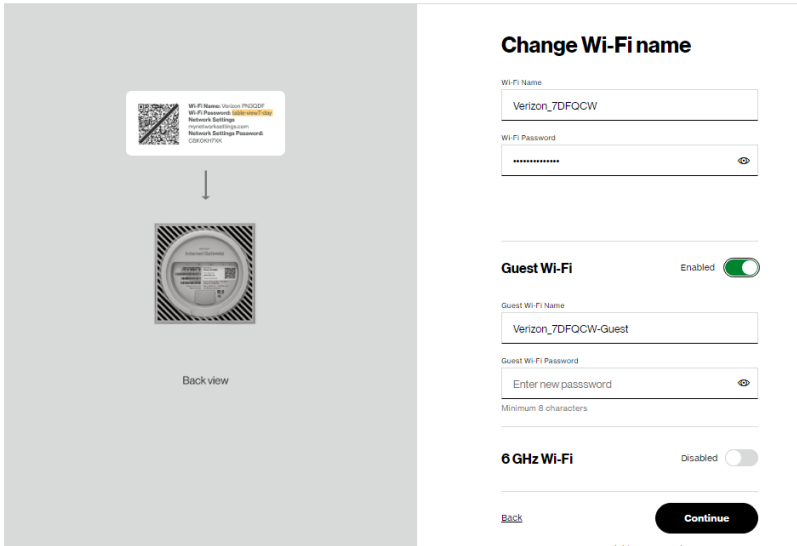 Wi-Fi Name: Verizon PN3QDF
Wi-Fi Password: table-view7-day
Network Settings
mynetworksettings.com
Network Settings Password:
Internet Gateway
Back view
Change Wi-Fi name
Wi-Fi Name
Verizon_7DFQCW
Wi-Fi Password
••••••••••••••
Guest Wi-Fi
Enabled
Guest Wi-Fi Name
Verizon_7DFQCW-Guest
Guest Wi-Fi Password
Enter new passsword
Minimum 8 characters
6 GHz Wi-Fi
Disabled
Back
Continue